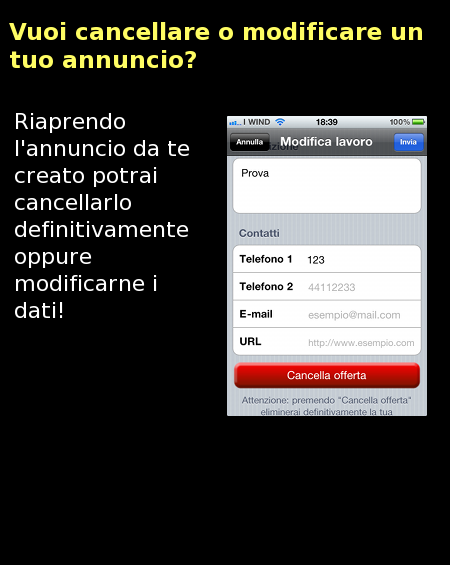 Vuoi cancellare o modificare un
tuo annuncio?
Riaprendo
l'annuncio da te
creato potrai
cancellarlo
definitivamente
oppure
modificarne i
dati!
I WIND 18:39 100%
Annulla Modifica lavoro Invia
Prova
Contatti
Telefono 1 123
Telefono 2 44112233
E-mail esempio@mail.com
URL http://www.esempio.com
Cancella offerta
Attenzione: premendo "Cancella offerta"
eliminerai definitivamente la tua